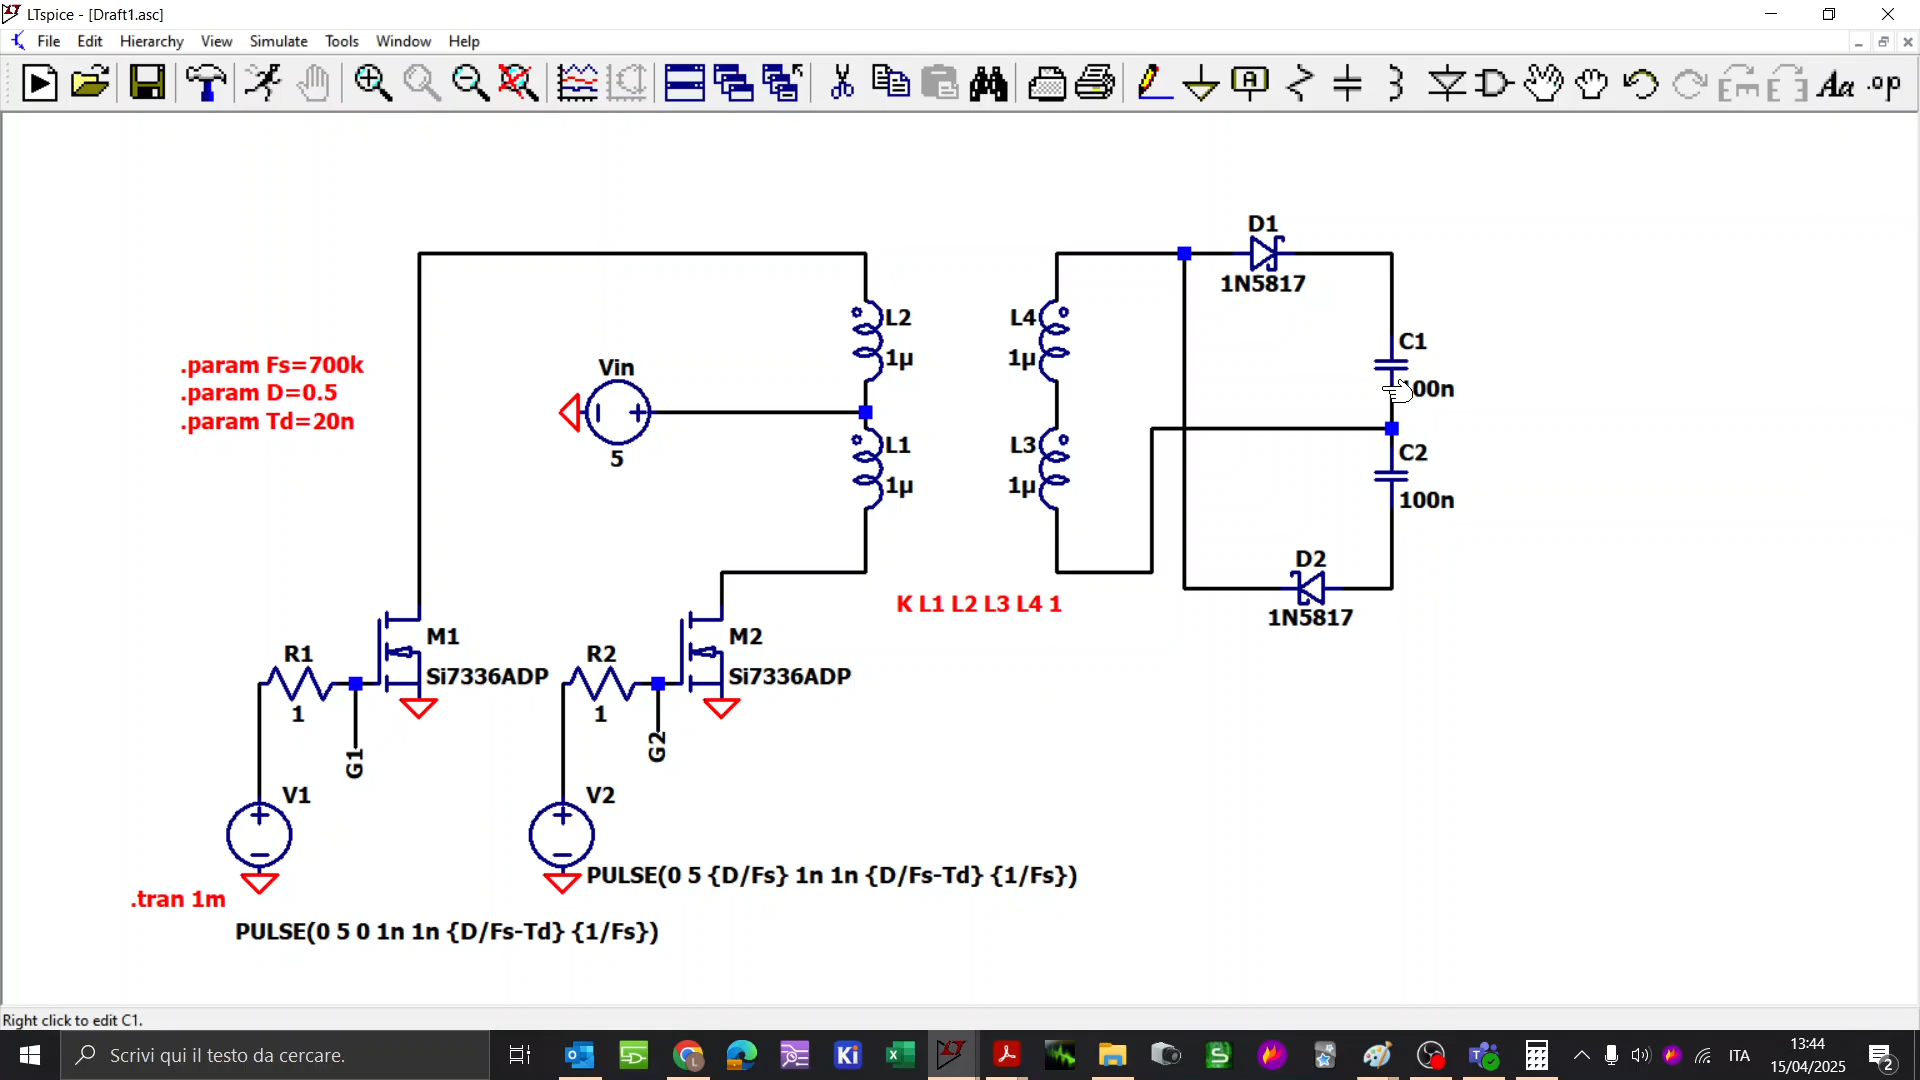 LTspice - [Draft1.asc]
File Edit Hierarchy View Simulate Tools Window Help
A
Aa .op
D1
1N5817
L2
1µ
L4
1µ
C1
00n
.param Fs=700k
.param D=0.5
.param Td=20n
Vin
5
L1
1µ
L3
1µ
C2
100n
D2
1N5817
K L1 L2 L3 L4 1
M1
Si7336ADP
R1
1
G1
M2
Si7336ADP
R2
1
G2
V1
V2
PULSE(0 5 {D/Fs} 1n 1n {D/Fs-Td} {1/Fs})
.tran 1m
PULSE(0 5 0 1n 1n {D/Fs-Td} {1/Fs})
Right click to edit C1.
Scrivi qui il testo da cercare.
Ki
ITA
13:44
15/04/2025
2